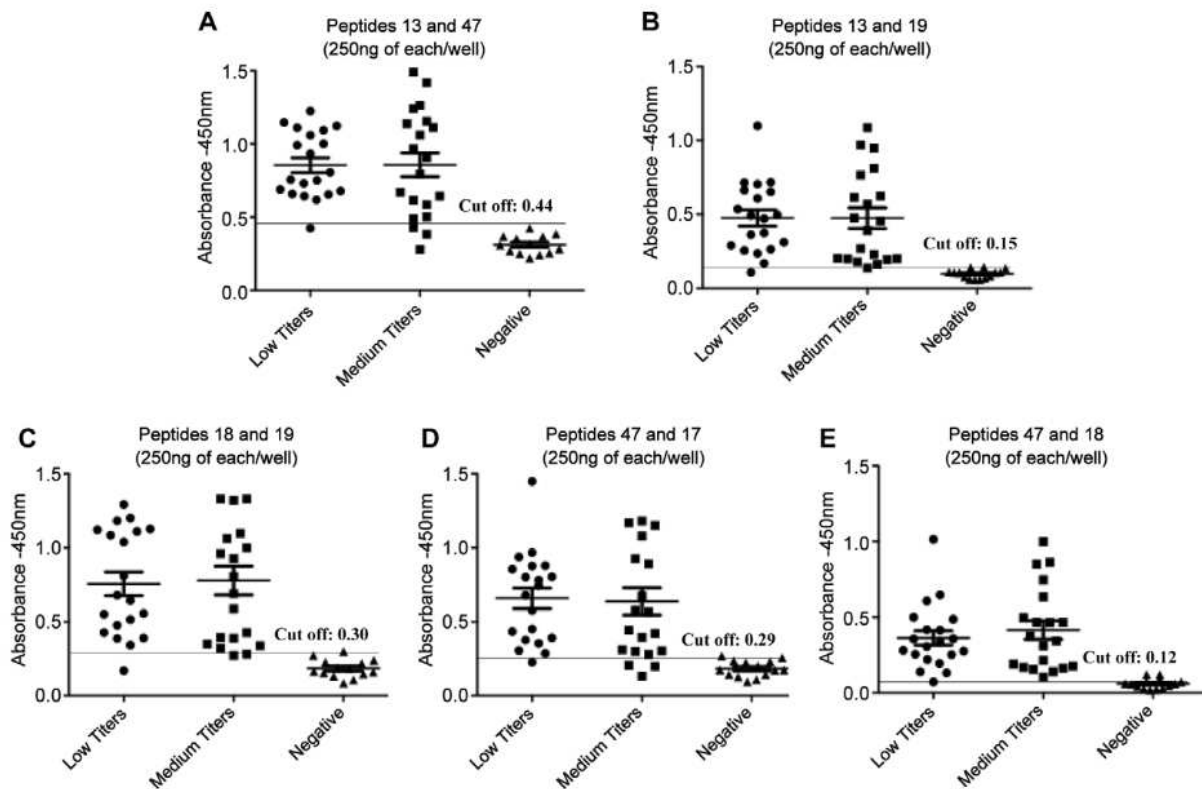 A
Peptides 13 and 47
(250ng of each/well)
Absorbance -450nm
1.5
1.0
0.5
0.0
Cut off: 0.44
Low Titers
Medium Titers
Negative
B
Peptides 13 and 19
(250ng of each/well)
Absorbance -450nm
1.5
1.0
0.5
0.0
Cut off: 0.15
Low Titers
Medium Titers
Negative
C
Peptides 18 and 19
(250ng of each/well)
Absorbance -450nm
1.5
1.0
0.5
0.0
Cut off: 0.30
Low Titers
Medium Titers
Negative
D
Peptides 47 and 17
(250ng of each/well)
Absorbance -450nm
1.5
1.0
0.5
0.0
Cut off: 0.29
Low Titers
Medium Titers
Negative
E
Peptides 47 and 18
(250ng of each/well)
Absorbance -450nm
1.5
1.0
0.5
0.0
Cut off: 0.12
Low Titers
Medium Titers
Negative